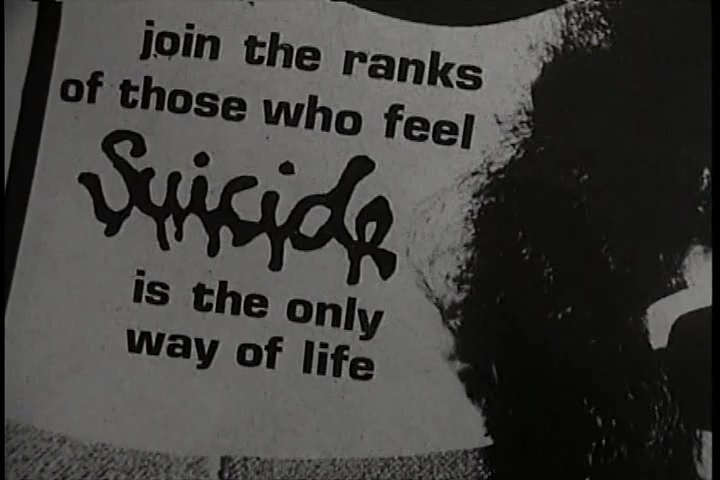 join the ranks
of those who feel
Suicide
is the only
way of life